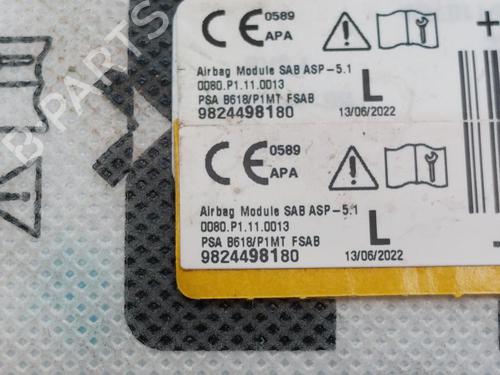 CE 0589
APA
Airbag Module SAB ASP-5.1
0080.P1.11.0013
PSA B618/P1MT FSAB
9824498180
L
13/06/2022
CE 0589
APA
Airbag Module SAB ASP-5.1
0080.P1.11.0013
PSA B618/P1MT FSAB
9824498180
L
13/06/2022
B PARTS